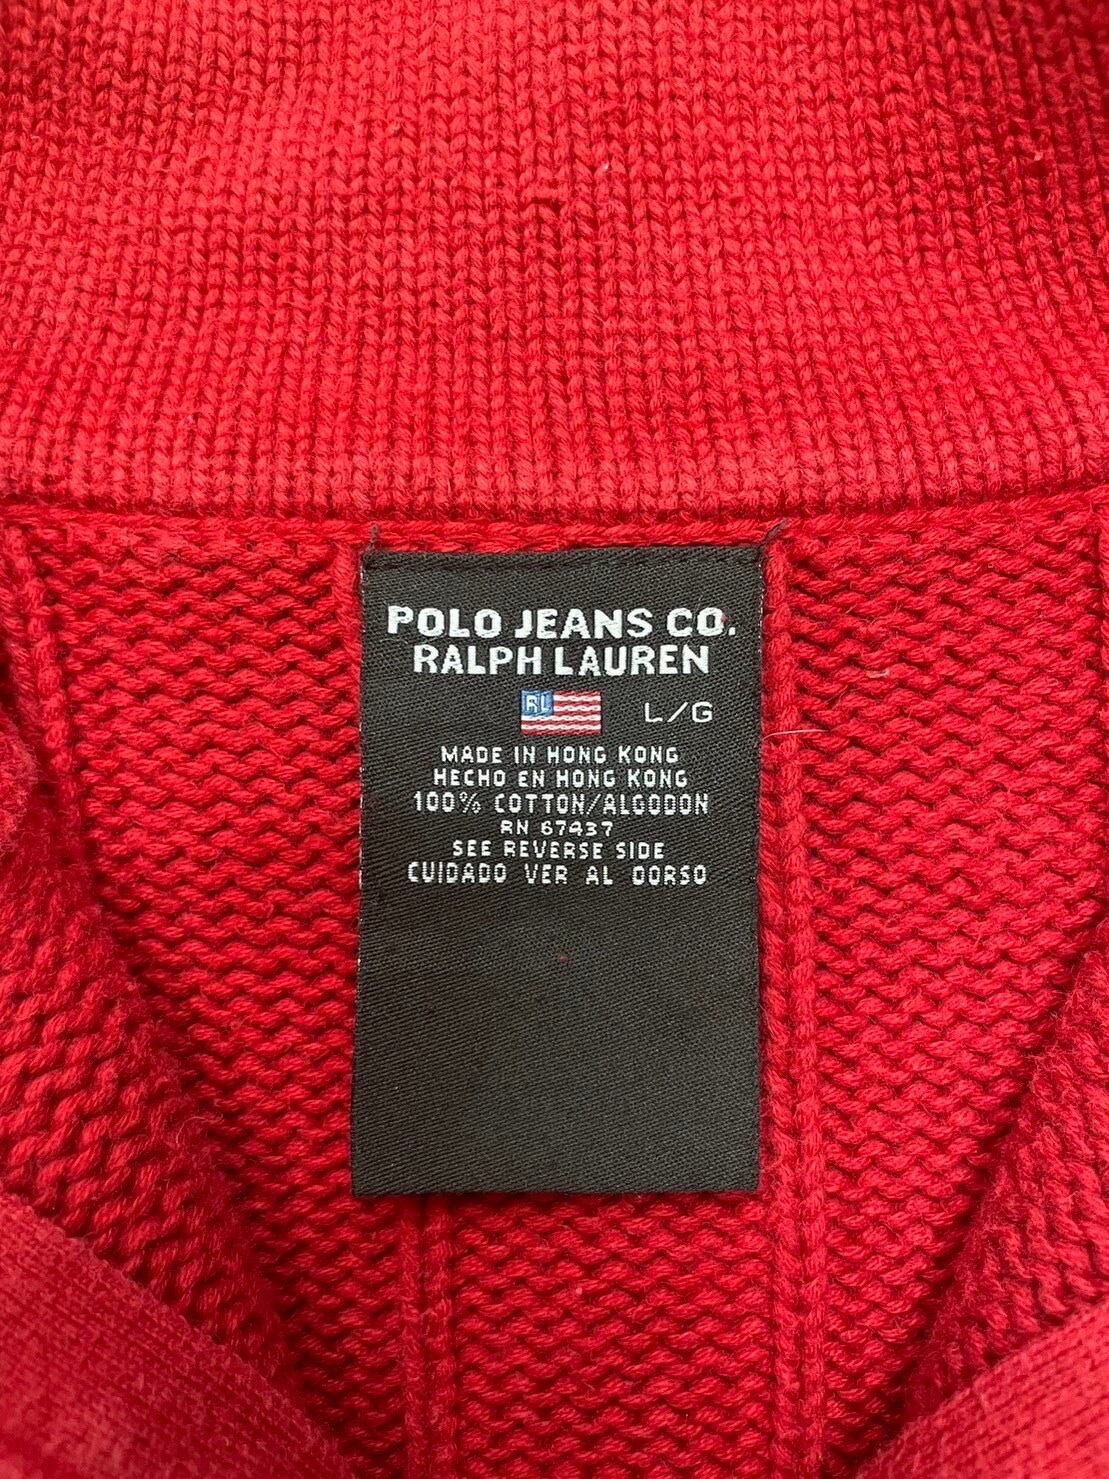 POLO JEANS CO.
RALPH LAUREN
RL L/G
MADE IN HONG KONG
HECHO EN HONG KONG
100% COTTON/ALGODON
RN 67437
SEE REVERSE SIDE
CUIDADO VER AL DORSO